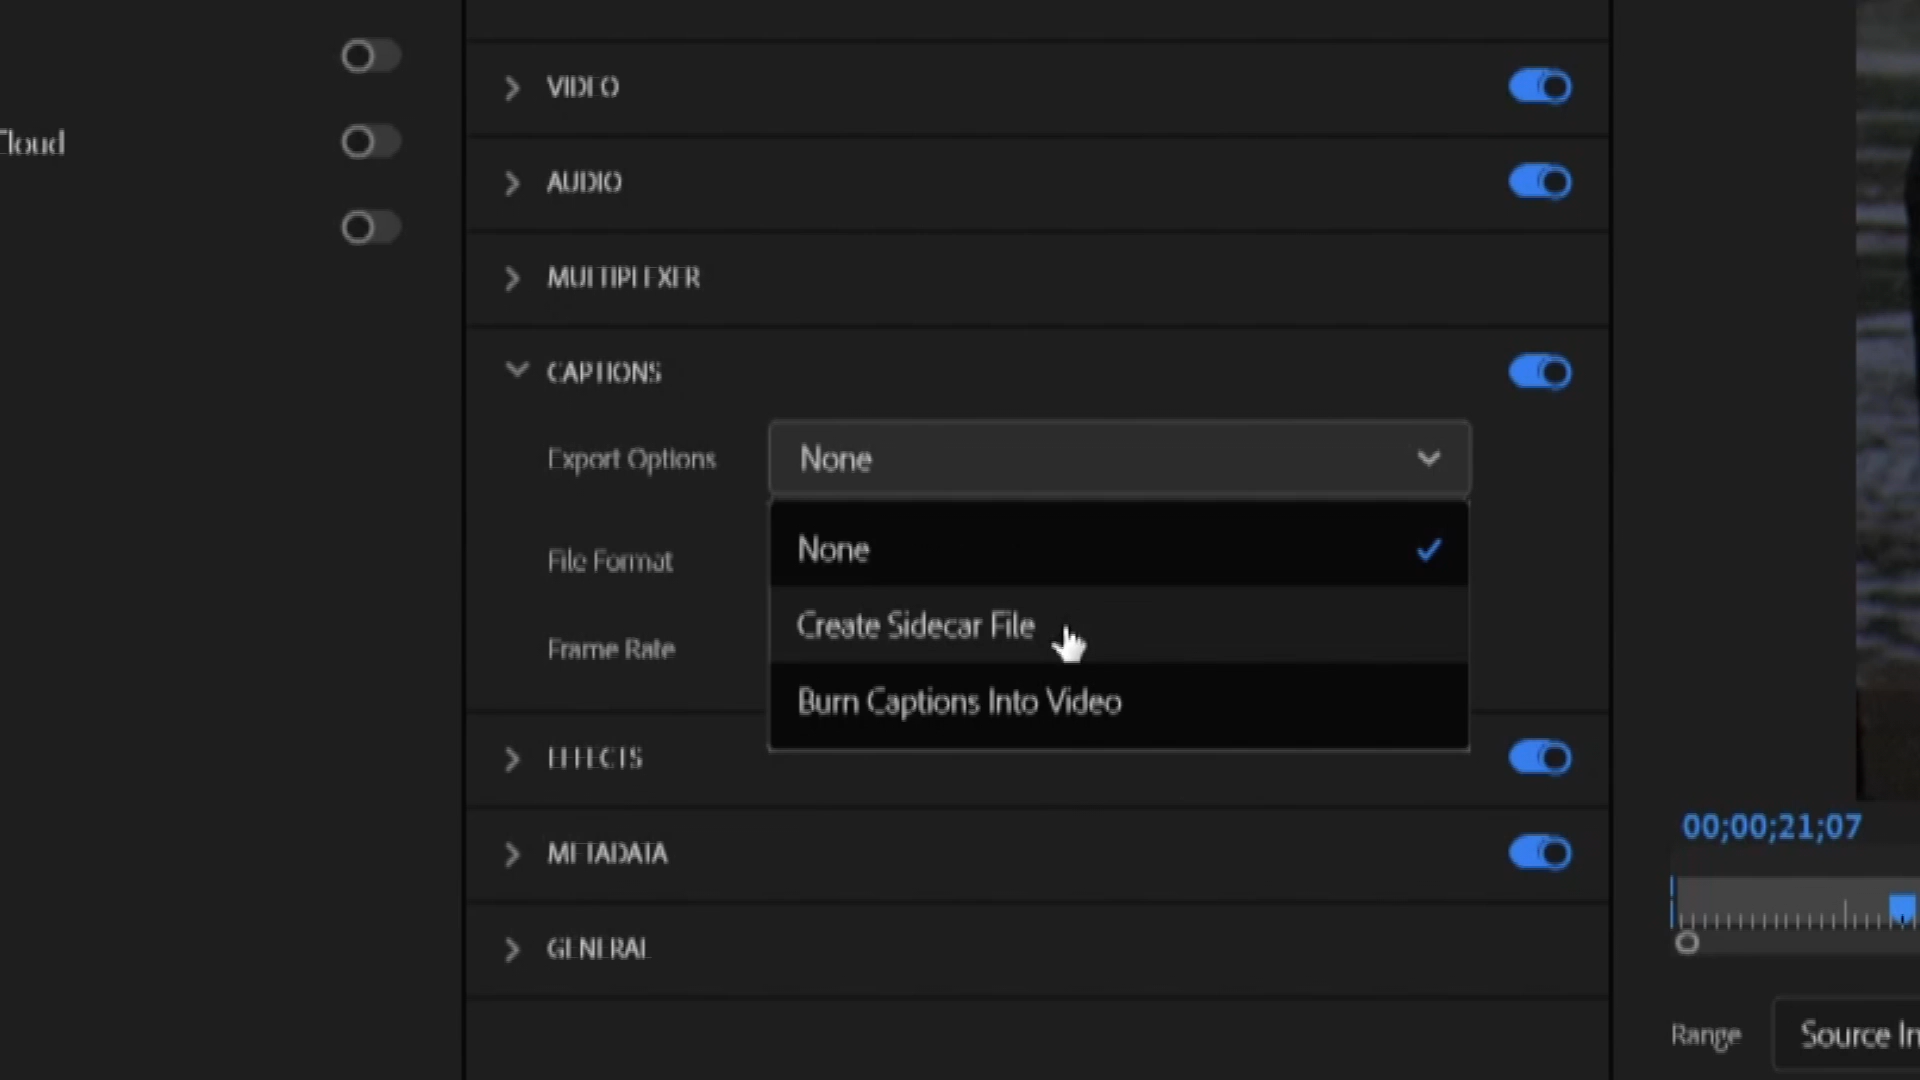 Cloud
VIDEO
AUDIO
MULTIPLEXER
CAPTIONS
Export Options
None
None
Create Sidecar File
File Format
Frame Rate
Burn Captions Into Video
EFFECTS
METADATA
GENERAL
00;00;21;07
Range
Source In